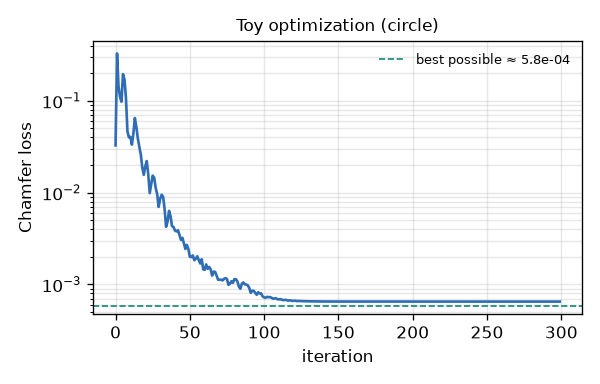 Toy optimization (circle)
best possible ≈ 5.8e-04
Chamfer loss
10⁻¹
10⁻²
10⁻³
0 50 100 150 200 250 300
iteration